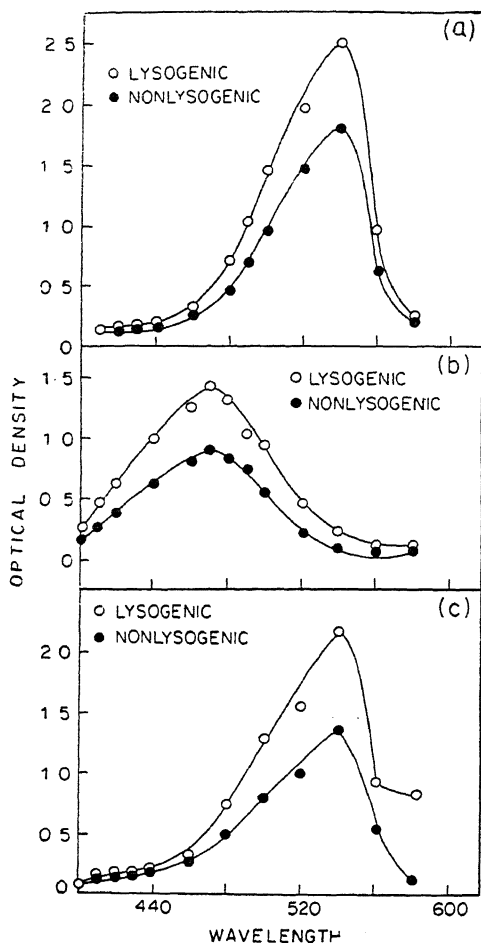 (a)
2 5
○ LYSOGENIC
● NONLYSOGENIC
2 0
1 5
1 0
0 5
0
(b)
1·5
○ LYSOGENIC
● NONLYSOGENIC
1 0
0 5
0
OPTICAL DENSITY
(c)
○ LYSOGENIC
● NONLYSOGENIC
2 0
1 5
1 0
0 5
0
440
520
600
WAVELENGTH